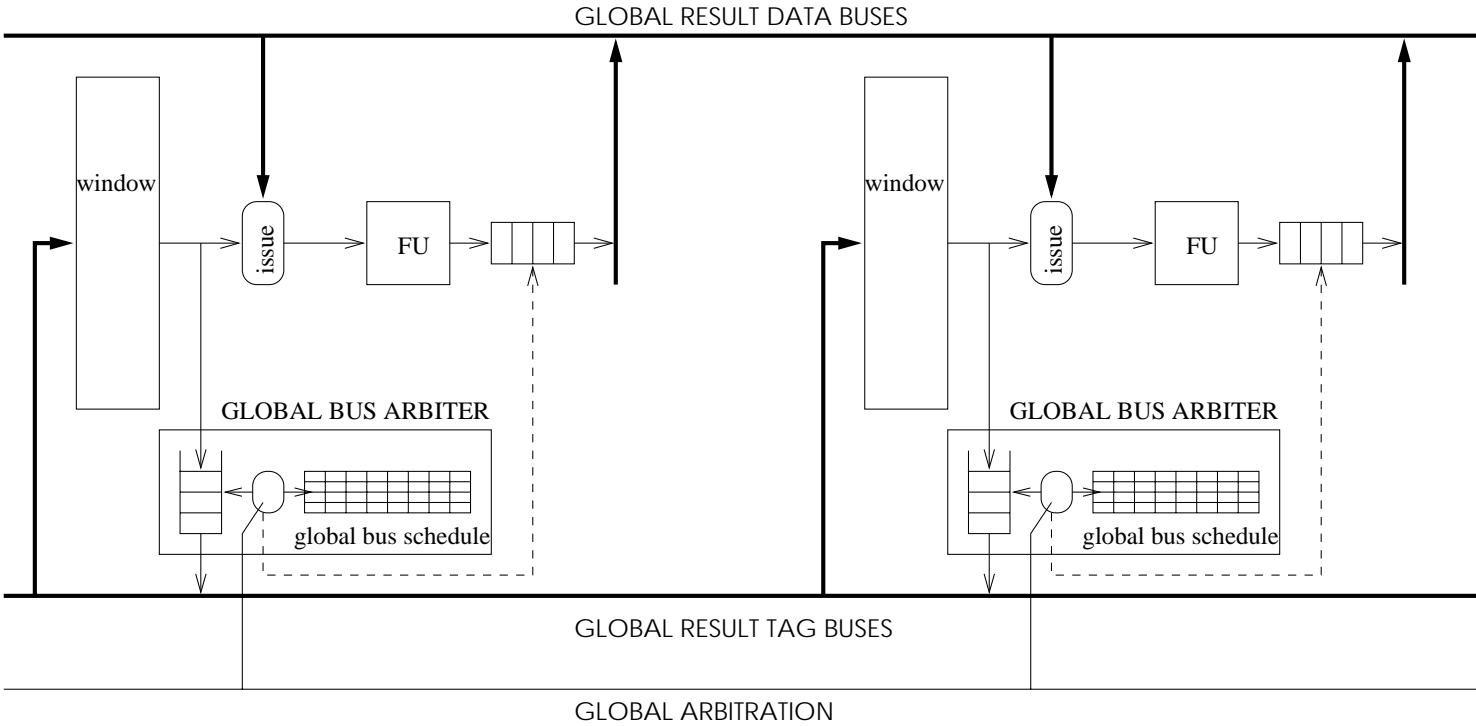 GLOBAL RESULT DATA BUSES
window
window
issue
FU
issue
FU
GLOBAL BUS ARBITER
GLOBAL BUS ARBITER
global bus schedule
global bus schedule
GLOBAL RESULT TAG BUSES
GLOBAL ARBITRATION